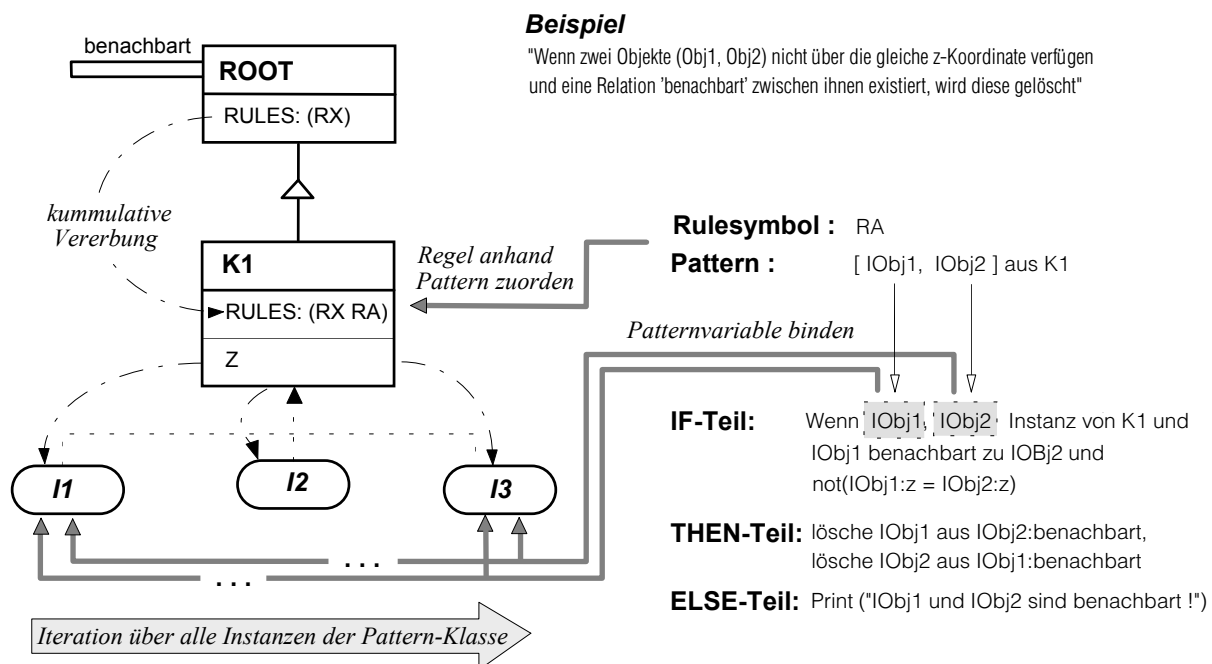 Beispiel
"Wenn zwei Objekte (Obj1, Obj2) nicht über die gleiche z-Koordinate verfügen
und eine Relation 'benachbart' zwischen ihnen existiert, wird diese gelöscht"
benachbart
ROOT
RULES: (RX)
kummulative
Vererbung
K1
RULES: (RX RA)
Z
Regel anhand
Pattern zuorden
Rulesymbol : RA
Pattern : [ IObj1, IObj2 ] aus K1
Patternvariable binden
IF-Teil: Wenn IObj1, IObj2 Instanz von K1 und
IObj1 benachbart zu IOBj2 und
not(IObj1:z = IObj2:z)
I1
I2
I3
THEN-Teil: lösche IObj1 aus IObj2:benachbart,
lösche IObj2 aus IObj1:benachbart
. . .
. . .
ELSE-Teil: Print ("IObj1 und IObj2 sind benachbart !")
Iteration über alle Instanzen der Pattern-Klasse